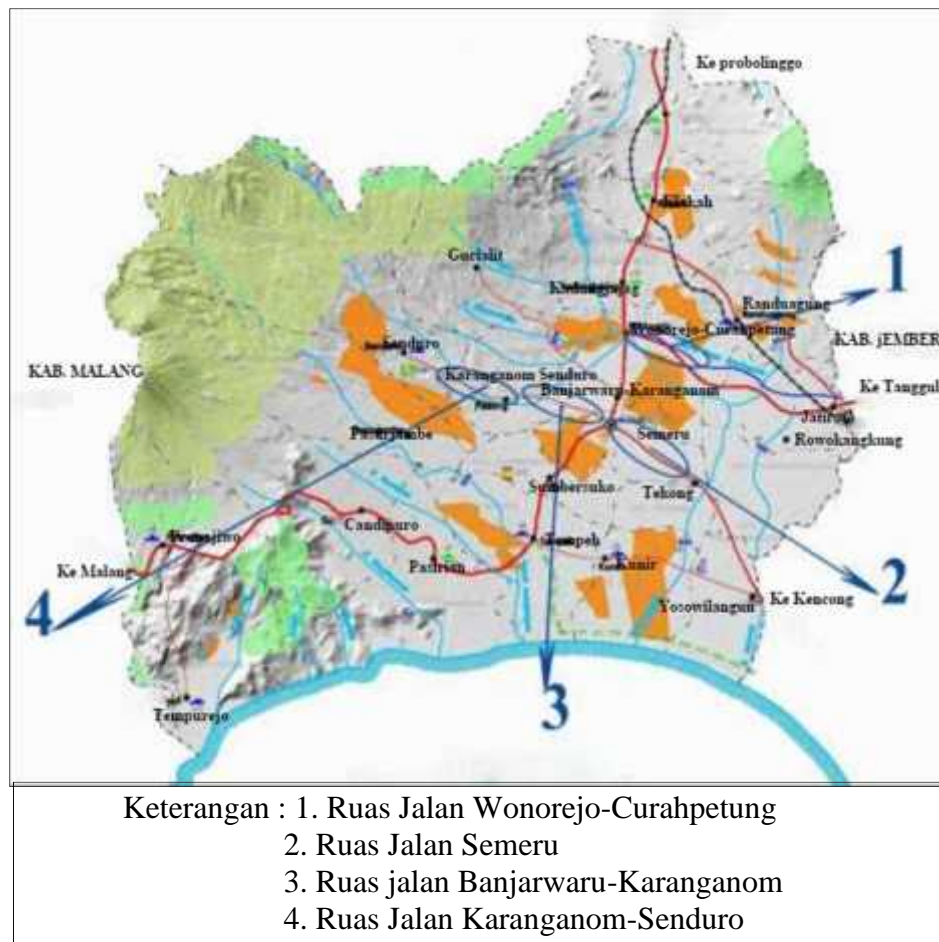 Ke probolinggo
Gucialit
1
Randuagung
Wonorejo-Curahpetung
KAB. jEMBER
KAB. MALANG
Karanganom Senduro
Ke Tanggul
Banjarwaru-Karanganom
Semeru
Rowokangkung
Sumbersuko
Tekong
Candipuro
Ke Malang
Pasirian
4
2
Yosowilangun
Ke Kencong
3
Tempurejo
Keterangan : 1. Ruas Jalan Wonorejo-Curahpetung
2. Ruas Jalan Semeru
3. Ruas jalan Banjarwaru-Karanganom
4. Ruas Jalan Karanganom-Senduro